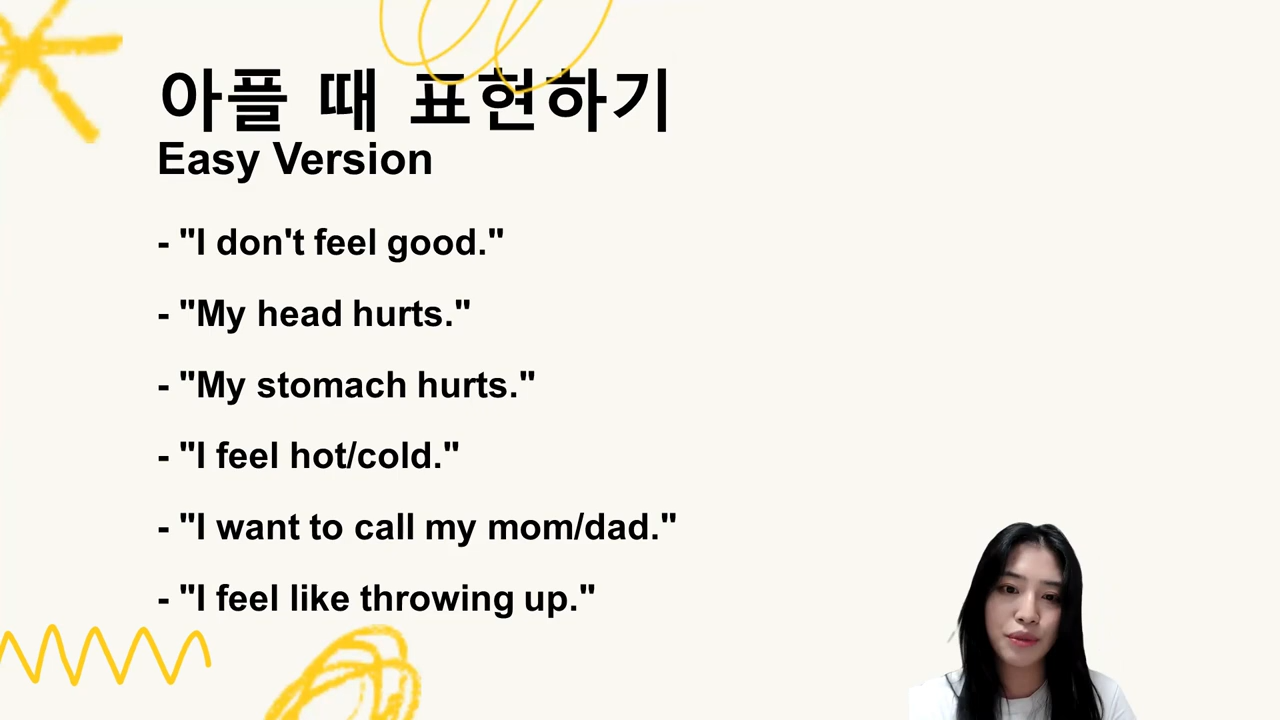 아플 때 표현하기
Easy Version
- "I don't feel good."
- "My head hurts."
- "My stomach hurts."
- "I feel hot/cold."
- "I want to call my mom/dad."
- "I feel like throwing up."